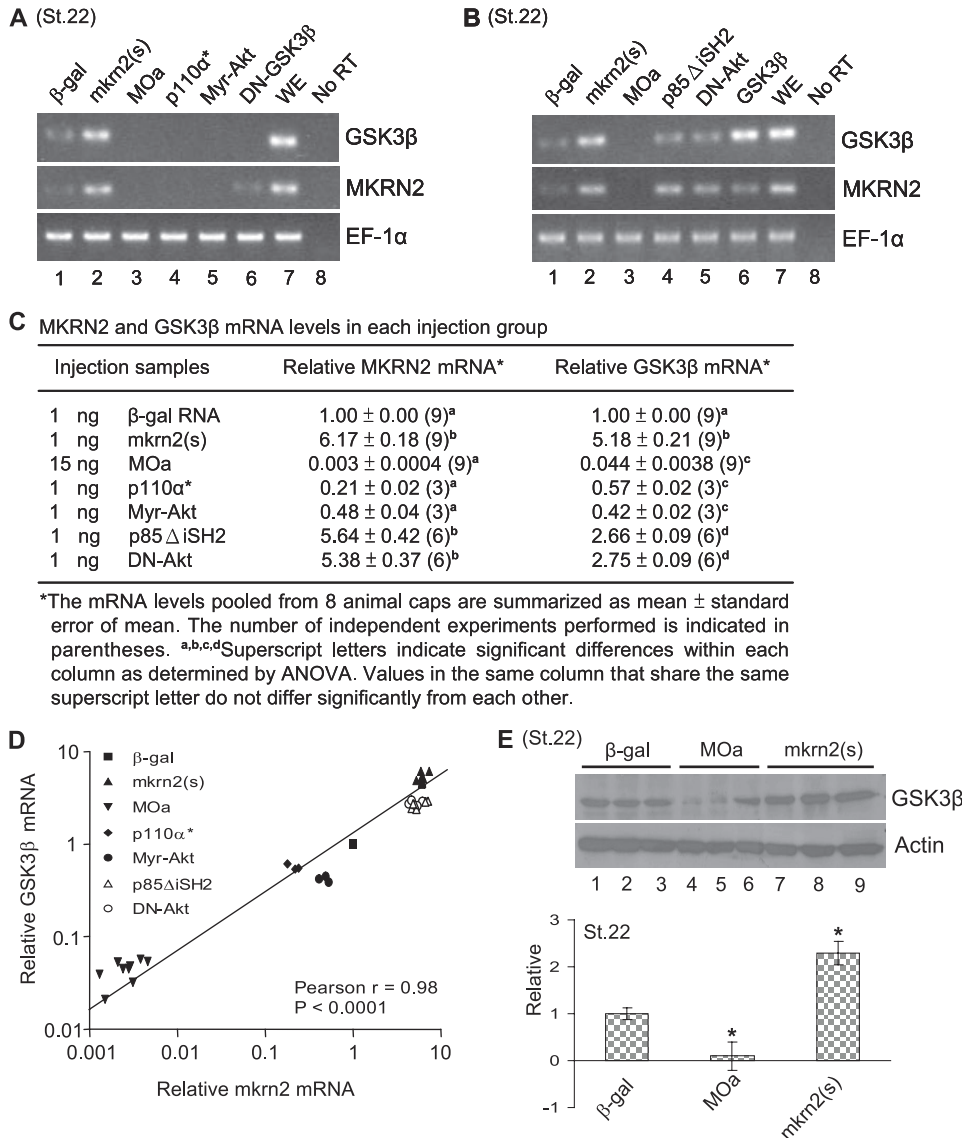 A (St.22)
β-gal mkrn2(s) MOa p110α* Myr-Akt DN-GSK3β WE No RT
GSK3β
MKRN2
EF-1α
1 2 3 4 5 6 7 8
B (St.22)
β-gal mkrn2(s) MOa p85ΔiSH2 DN-Akt GSK3β WE No RT
GSK3β
MKRN2
EF-1α
1 2 3 4 5 6 7 8
C MKRN2 and GSK3β mRNA levels in each injection group
Injection samples Relative MKRN2 mRNA* Relative GSK3β mRNA*
1 ng β-gal RNA 1.00 ± 0.00 (9)a 1.00 ± 0.00 (9)a
1 ng mkrn2(s) 6.17 ± 0.18 (9)b 5.18 ± 0.21 (9)b
15 ng MOa 0.003 ± 0.0004 (9)a 0.044 ± 0.0038 (9)c
1 ng p110α* 0.21 ± 0.02 (3)a 0.57 ± 0.02 (3)c
1 ng Myr-Akt 0.48 ± 0.04 (3)a 0.42 ± 0.02 (3)c
1 ng p85ΔiSH2 5.64 ± 0.42 (6)b 2.66 ± 0.09 (6)d
1 ng DN-Akt 5.38 ± 0.37 (6)b 2.75 ± 0.09 (6)d
*The mRNA levels pooled from 8 animal caps are summarized as mean ± standard
error of mean. The number of independent experiments performed is indicated in
parentheses. a,b,c,dSuperscript letters indicate significant differences within each
column as determined by ANOVA. Values in the same column that share the same
superscript letter do not differ significantly from each other.
D
Relative GSK3β mRNA
10
1
0.1
0.01
β-gal
mkrn2(s)
MOa
p110α*
Myr-Akt
p85ΔiSH2
DN-Akt
Pearson r = 0.98
P < 0.0001
0.001 0.01 0.1 1 10
Relative mkrn2 mRNA
E (St.22)
β-gal MOa mkrn2(s)
GSK3β
Actin
1 2 3 4 5 6 7 8 9
St.22
Relative
3
2
1
0
-1
* *
β-gal MOa mkrn2(s)